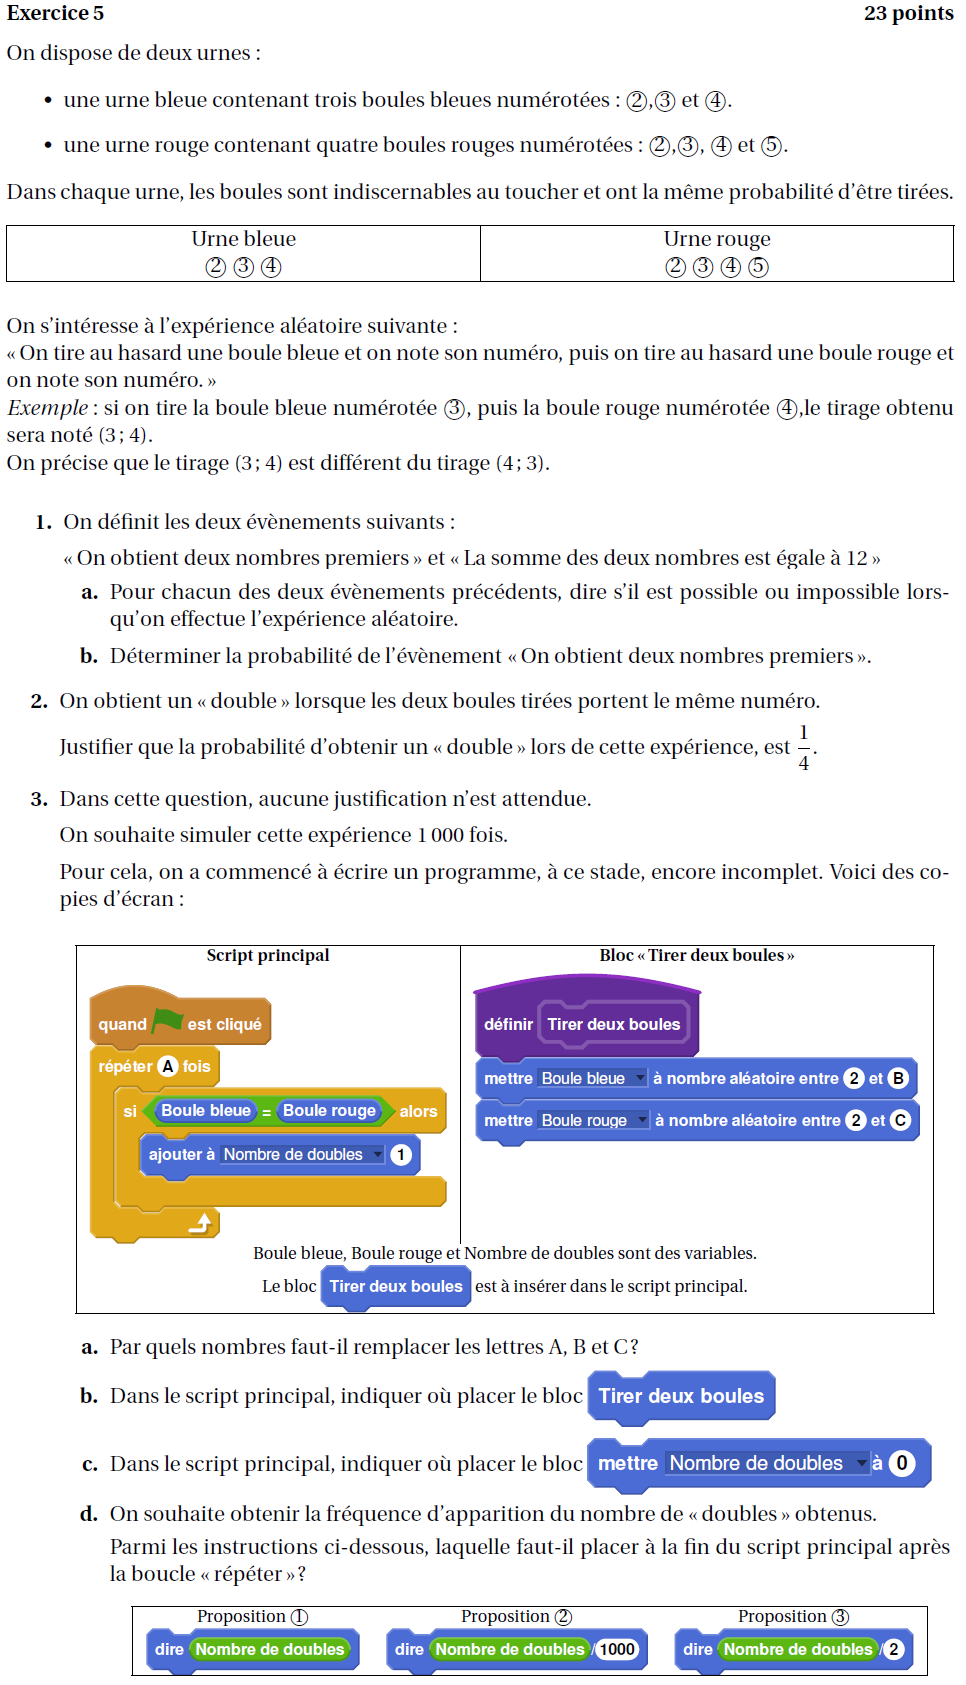 Exercice 5 23 points
On dispose de deux urnes :
• une urne bleue contenant trois boules bleues numérotées : ②,③ et ④.
• une urne rouge contenant quatre boules rouges numérotées : ②,③, ④ et ⑤.
Dans chaque urne, les boules sont indiscernables au toucher et ont la même probabilité d'être tirées.
Urne bleue Urne rouge
② ③ ④ ② ③ ④ ⑤
On s'intéresse à l'expérience aléatoire suivante :
« On tire au hasard une boule bleue et on note son numéro, puis on tire au hasard une boule rouge et
on note son numéro. »
Exemple : si on tire la boule bleue numérotée ③, puis la boule rouge numérotée ④,le tirage obtenu
sera noté (3 ; 4).
On précise que le tirage (3 ; 4) est différent du tirage (4 ; 3).
1. On définit les deux évènements suivants :
« On obtient deux nombres premiers » et « La somme des deux nombres est égale à 12 »
a. Pour chacun des deux évènements précédents, dire s'il est possible ou impossible lors-
qu'on effectue l'expérience aléatoire.
b. Déterminer la probabilité de l'évènement « On obtient deux nombres premiers ».
2. On obtient un « double » lorsque les deux boules tirées portent le même numéro.
Justifier que la probabilité d'obtenir un « double » lors de cette expérience, est 1/4.
3. Dans cette question, aucune justification n'est attendue.
On souhaite simuler cette expérience 1 000 fois.
Pour cela, on a commencé à écrire un programme, à ce stade, encore incomplet. Voici des co-
pies d'écran :
Script principal
quand est cliqué
répéter A fois
si Boule bleue = Boule rouge alors
ajouter à Nombre de doubles 1
Bloc « Tirer deux boules »
définir Tirer deux boules
mettre Boule bleue à nombre aléatoire entre 2 et B
mettre Boule rouge à nombre aléatoire entre 2 et C
Boule bleue, Boule rouge et Nombre de doubles sont des variables.
Le bloc Tirer deux boules est à insérer dans le script principal.
a. Par quels nombres faut-il remplacer les lettres A, B et C ?
b. Dans le script principal, indiquer où placer le bloc Tirer deux boules
c. Dans le script principal, indiquer où placer le bloc mettre Nombre de doubles à 0
d. On souhaite obtenir la fréquence d'apparition du nombre de « doubles » obtenus.
Parmi les instructions ci-dessous, laquelle faut-il placer à la fin du script principal après
la boucle « répéter » ?
Proposition ① Proposition ② Proposition ③
dire Nombre de doubles dire Nombre de doubles / 1000 dire Nombre de doubles / 2